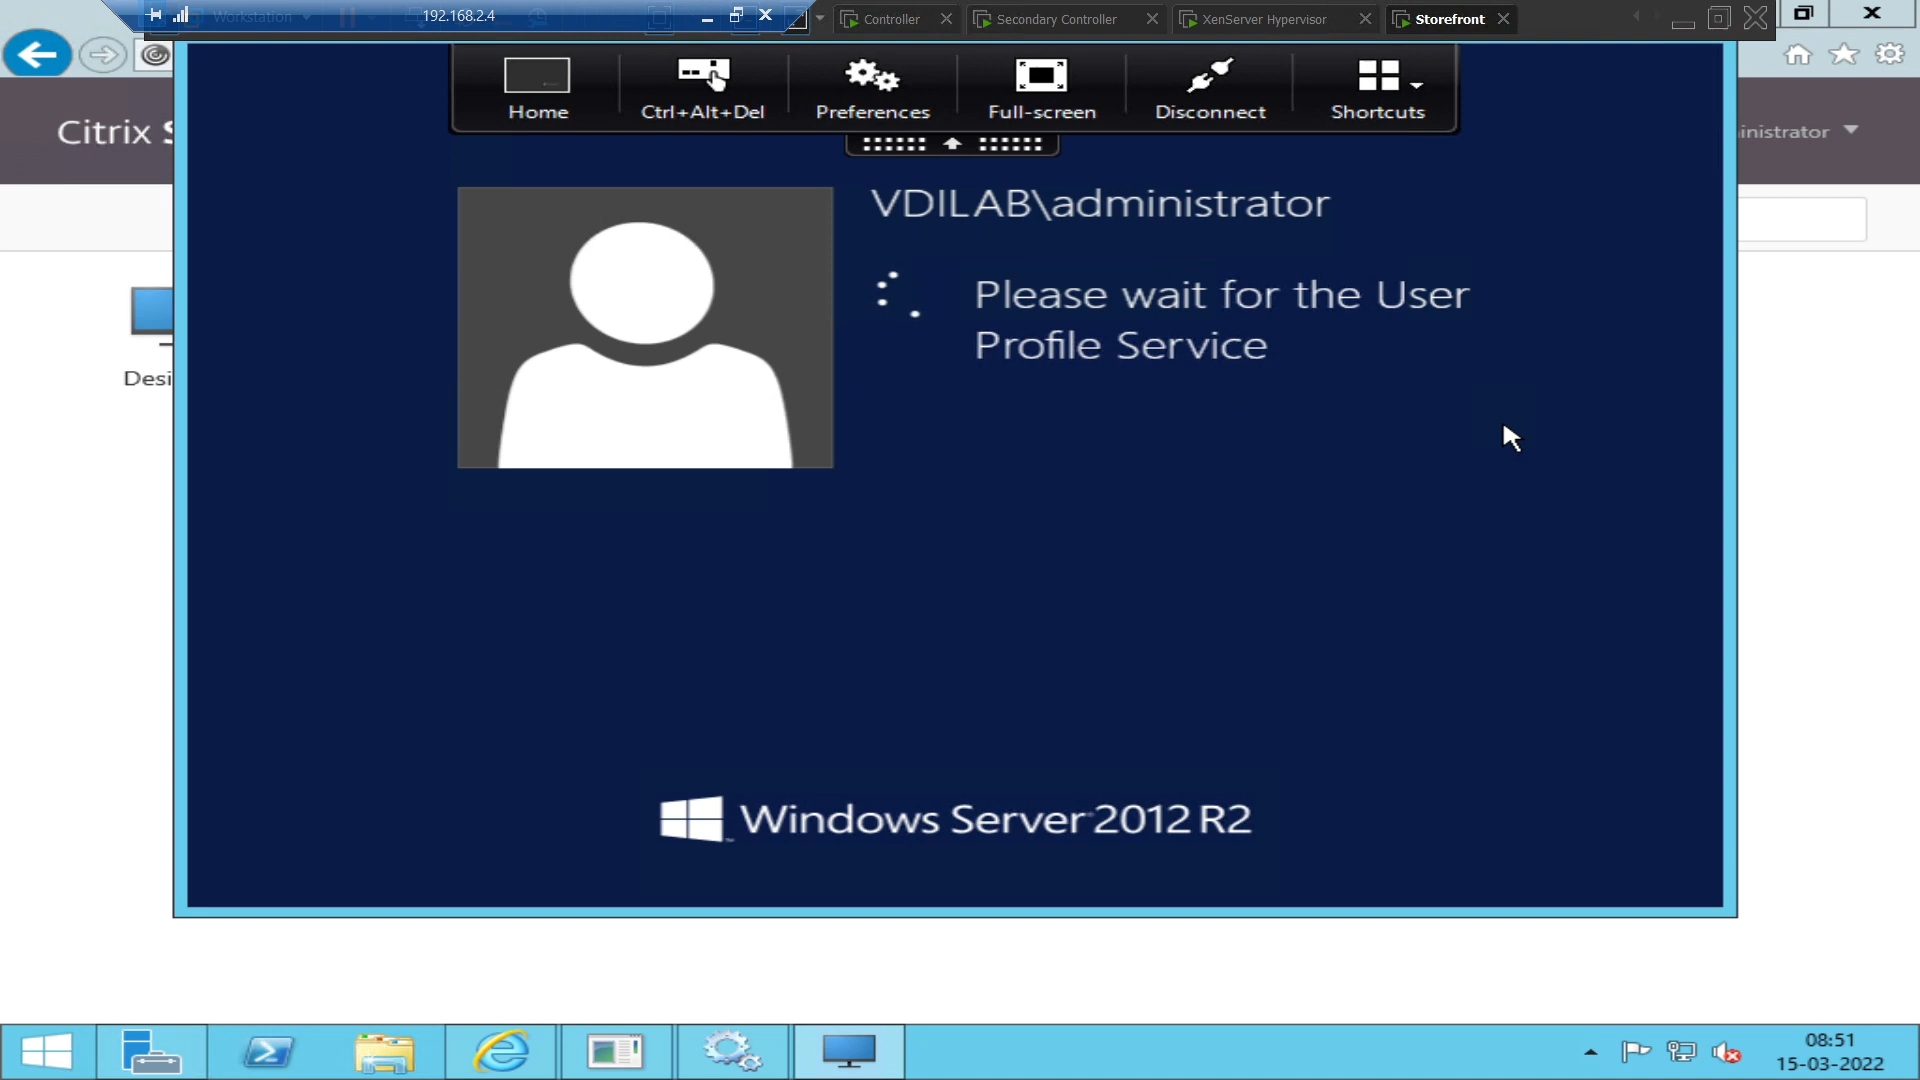 Workstation
192.168.2.4
Controller
Secondary Controller
XenServer Hypervisor
Storefront
Home
Ctrl+Alt+Del
Preferences
Full-screen
Disconnect
Shortcuts
Citrix S
inistrator
VDILAB\administrator
Please wait for the User
Profile Service
Desi
Windows Server 2012 R2
08:51
15-03-2022